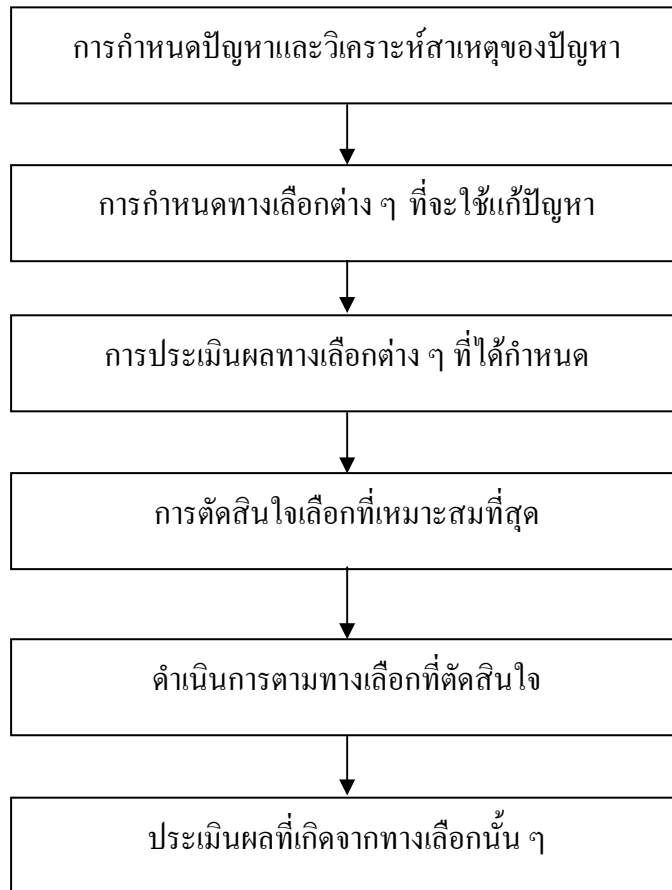 การกำหนดปัญหาและวิเคราะห์สาเหตุของปัญหา
การกำหนดทางเลือกต่าง ๆ ที่จะใช้แก้ปัญหา
การประเมินผลทางเลือกต่าง ๆ ที่ได้กำหนด
การตัดสินใจเลือกที่เหมาะสมที่สุด
ดำเนินการตามทางเลือกที่ตัดสินใจ
ประเมินผลที่เกิดจากทางเลือกนั้น ๆ